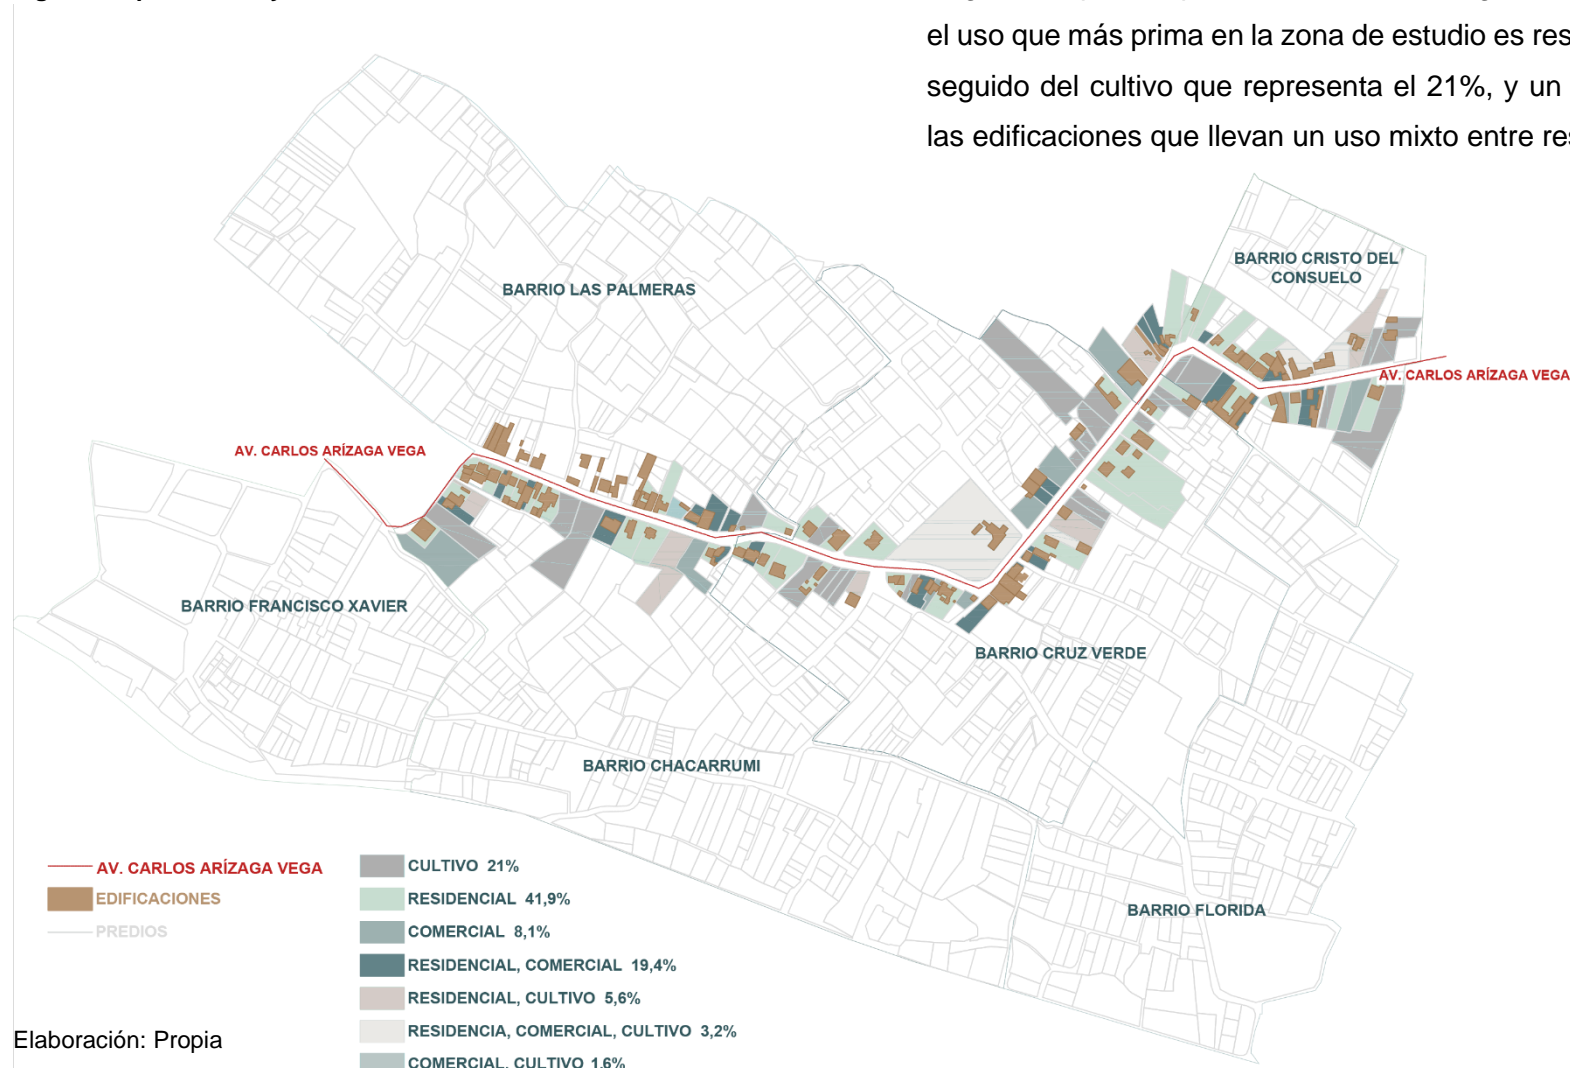 el uso que más prima en la zona de estudio es
seguido del cultivo que representa el 21%, y un
las edificaciones que llevan un uso mixto entre
BARRIO CRISTO DEL
CONSUELO
BARRIO LAS PALMERAS
AV. CARLOS ARÍZAGA VEGA
AV. CARLOS ARÍZAGA VEGA
BARRIO FRANCISCO XAVIER
BARRIO CRUZ VERDE
BARRIO CHACARRUMI
BARRIO FLORIDA
AV. CARLOS ARÍZAGA VEGA
EDIFICACIONES
PREDIOS
CULTIVO 21%
RESIDENCIAL 41,9%
COMERCIAL 8,1%
RESIDENCIAL, COMERCIAL 19,4%
RESIDENCIAL, CULTIVO 5,6%
RESIDENCIA, COMERCIAL, CULTIVO 3,2%
COMERCIAL, CULTIVO 1,6%
Elaboración: Propia